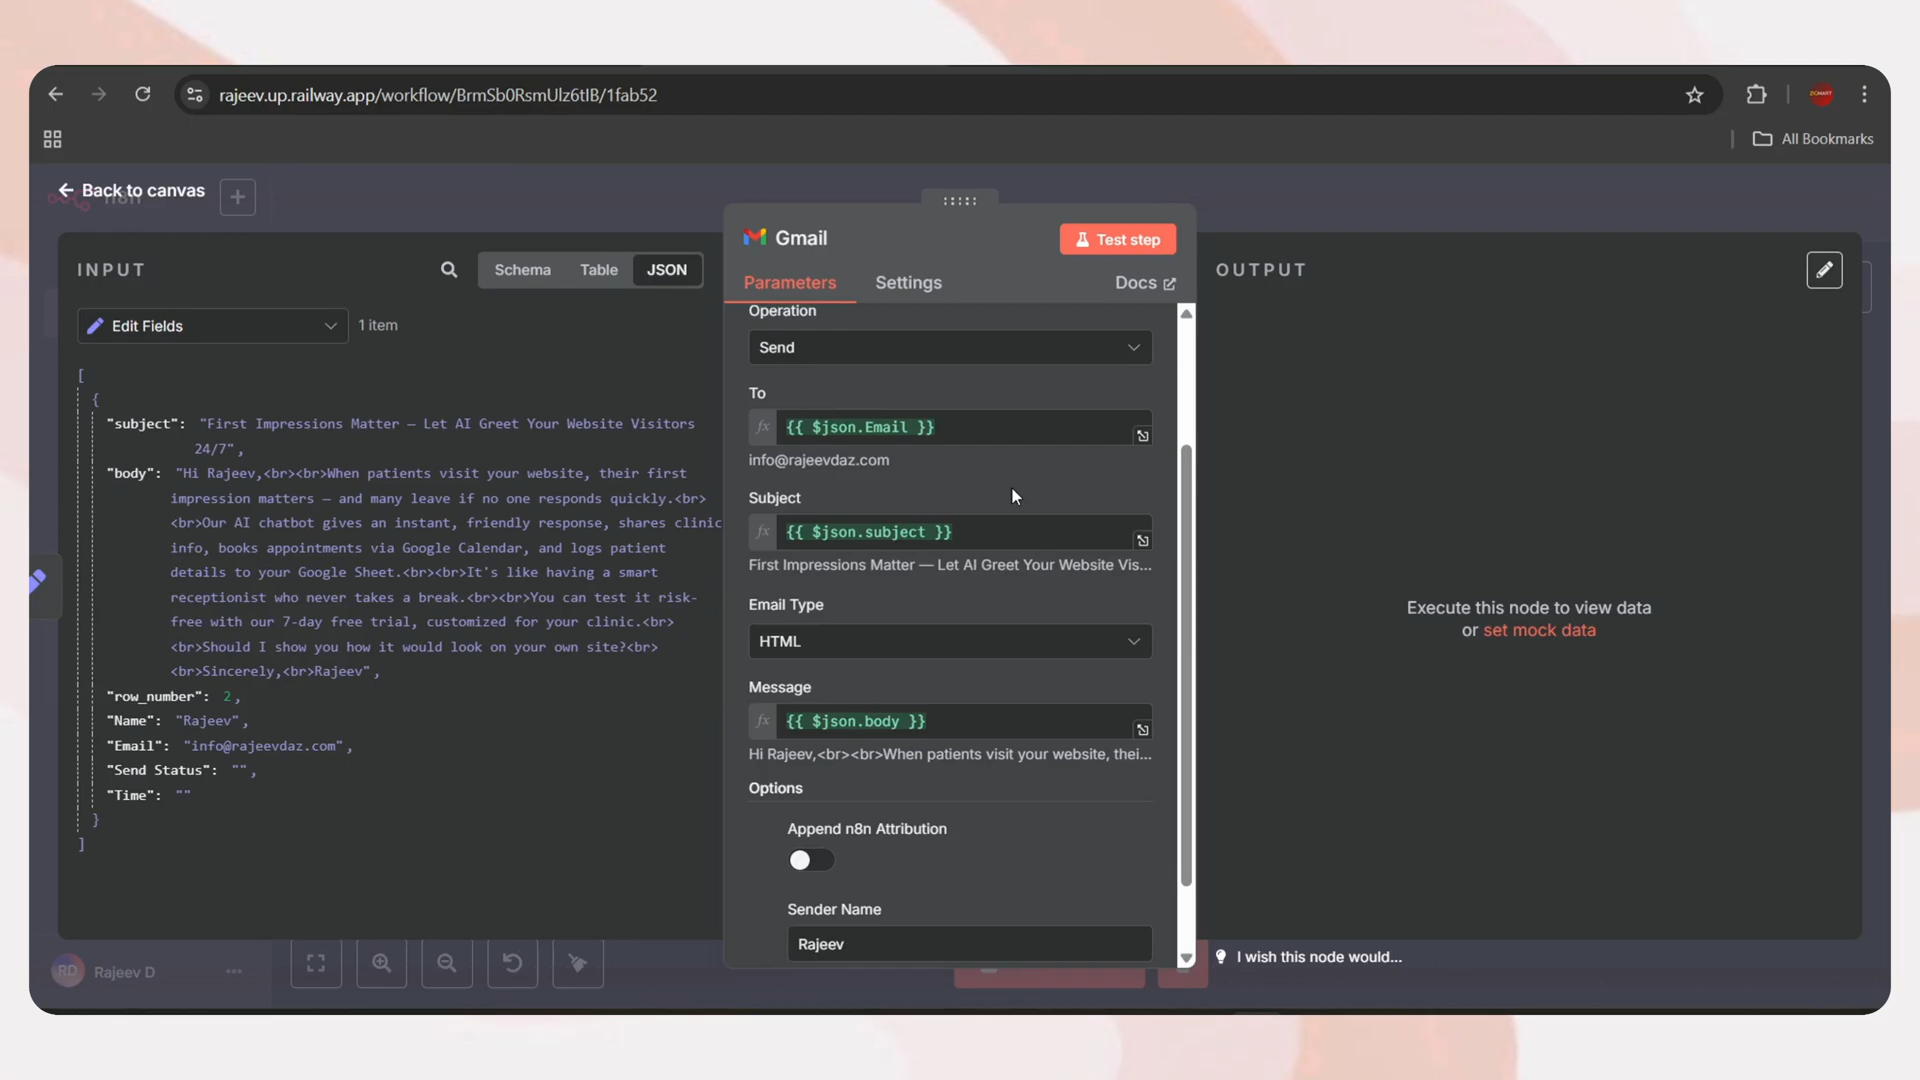 rajeev.up.railway.app/workflow/BrmSb0RsmUlz6tIB/1fab52
All Bookmarks
Back to canvas
n8n
INPUT
Schema
Table
JSON
Edit Fields
1 item
[
{
"subject": "First Impressions Matter — Let AI Greet Your Website Visitors
24/7",
"body": "Hi Rajeev,<br><br>When patients visit your website, their first
impression matters — and many leave if no one responds quickly.<br>
<br>Our AI chatbot gives an instant, friendly response, shares clinic
info, books appointments via Google Calendar, and logs patient
details to your Google Sheet.<br><br>It's like having a smart
receptionist who never takes a break.<br><br>You can test it risk-
free with our 7-day free trial, customized for your clinic.<br>
<br>Should I show you how it would look on your own site?<br>
<br>Sincerely,<br>Rajeev",
"row_number": 2,
"Name": "Rajeev",
"Email": "info@rajeevdaz.com",
"Send Status": "",
"Time": ""
}
]
Gmail
Test step
Parameters
Settings
Docs
Operation
Send
To
fx {{ $json.Email }}
info@rajeevdaz.com
Subject
fx {{ $json.subject }}
First Impressions Matter — Let AI Greet Your Website Vis...
Email Type
HTML
Message
fx {{ $json.body }}
Hi Rajeev,<br><br>When patients visit your website, thei...
Options
Append n8n Attribution
Sender Name
Rajeev
OUTPUT
Execute this node to view data
or set mock data
I wish this node would...
RD Rajeev D